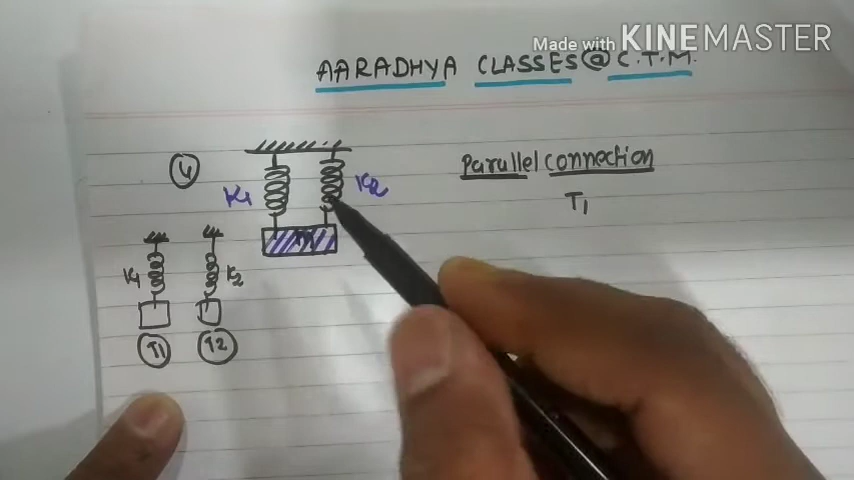 Made with KINEMASTER
AARADHYA CLASSES@C.T.M.
4
Parallel connection
K1
K2
T1
m
K1
K2
T1
T2